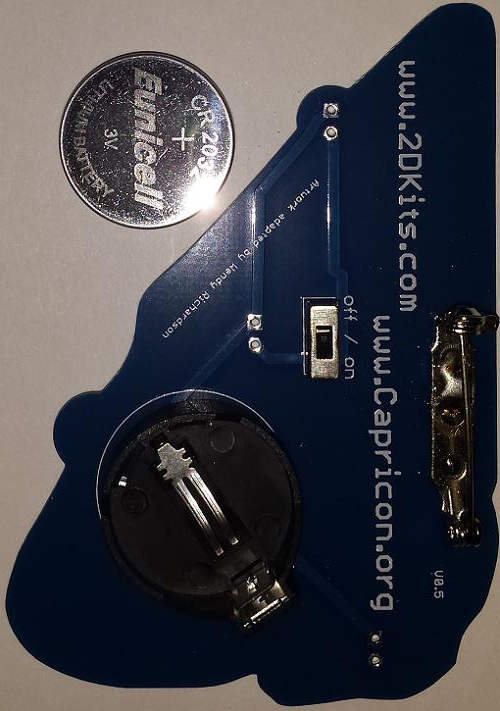 www.2DKits.com
www.Capricon.org
off / on
Artwork adapted by Wendy Richardson
v0.5
+
CR 2032
Eunicell
3V
LITHIUM BATTERY